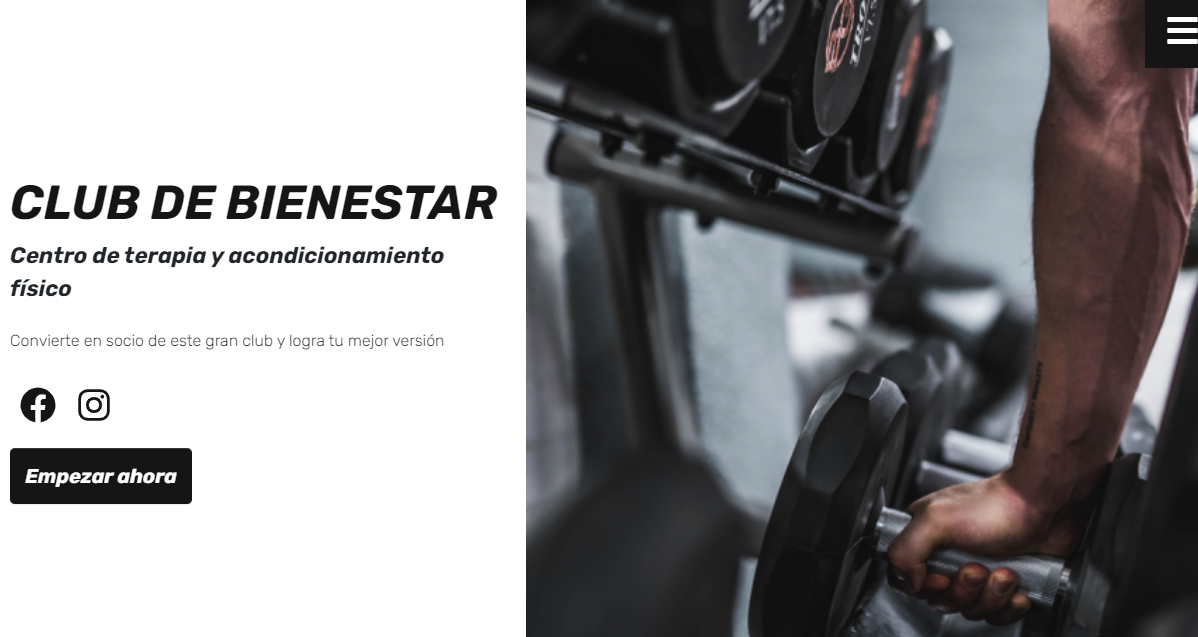 CLUB DE BIENESTAR
Centro de terapia y acondicionamiento
físico
Convierte en socio de este gran club y logra tu mejor versión
Empezar ahora